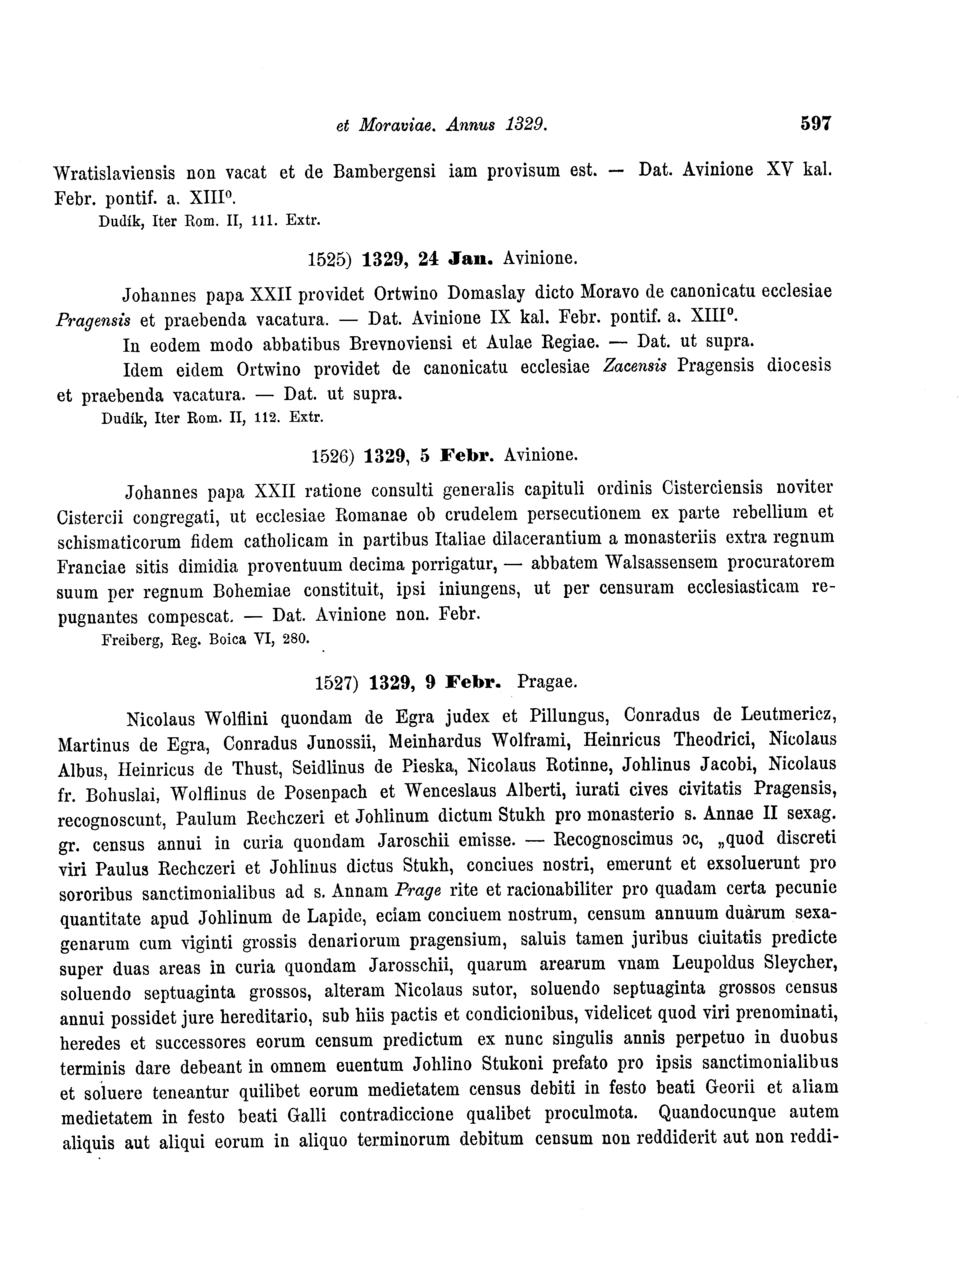 et Moraviae. Annus 1329. 597
Wratislaviensis non vacat et de Bambergensi iam provisum est. — Dat. Avinione XV kal.
Febr. pontif. a. XIII⁰.
Dudík, Iter Rom. II, 111. Extr.
1525) 1329, 24 Jan. Avinione.
Johannes papa XXII providet Ortwino Domaslay dicto Moravo de canonicatu ecclesiae
Pragensis et praebenda vacatura. — Dat. Avinione IX kal. Febr. pontif. a. XIII⁰.
In eodem modo abbatibus Brevnoviensi et Aulae Regiae. — Dat. ut supra.
Idem eidem Ortwino providet de canonicatu ecclesiae Zacensis Pragensis diocesis
et praebenda vacatura. — Dat. ut supra.
Dudík, Iter Rom. II, 112. Extr.
1526) 1329, 5 Febr. Avinione.
Johannes papa XXII ratione consulti generalis capituli ordinis Cisterciensis noviter
Cistercii congregati, ut ecclesiae Romanae ob crudelem persecutionem ex parte rebellium et
schismaticorum fidem catholicam in partibus Italiae dilacerantium a monasteriis extra regnum
Franciae sitis dimidia proventuum decima porrigatur, — abbatem Walsassensem procuratorem
suum per regnum Bohemiae constituit, ipsi iniungens, ut per censuram ecclesiasticam re-
pugnantes compescat. — Dat. Avinione non. Febr.
Freiberg, Reg. Boica VI, 280.
1527) 1329, 9 Febr. Pragae.
Nicolaus Wolflini quondam de Egra judex et Pillungus, Conradus de Leutmericz,
Martinus de Egra, Conradus Junossii, Meinhardus Wolframi, Heinricus Theodrici, Nicolaus
Albus, Heinricus de Thust, Seidlinus de Pieska, Nicolaus Rotinne, Johlinus Jacobi, Nicolaus
fr. Bohuslai, Wolflinus de Posenpach et Wenceslaus Alberti, iurati cives civitatis Pragensis,
recognoscunt, Paulum Rechczeri et Johlinum dictum Stukh pro monasterio s. Annae II sexag.
gr. census annui in curia quondam Jaroschii emisse. — Recognoscimus ɔc, „quod discreti
viri Paulus Rechczeri et Johlinus dictus Stukh, conciues nostri, emerunt et exsoluerunt pro
sororibus sanctimonialibus ad s. Annam Prage rite et racionabiliter pro quadam certa pecunie
quantitate apud Johlinum de Lapide, eciam conciuem nostrum, censum annuum duarum sexa-
genarum cum viginti grossis denariorum pragensium, saluis tamen juribus ciuitatis predicte
super duas areas in curia quondam Jarosschii, quarum arearum vnam Leupoldus Sleycher,
soluendo septuaginta grossos, alteram Nicolaus sutor, soluendo septuaginta grossos census
annui possidet jure hereditario, sub hiis pactis et condicionibus, videlicet quod viri prenominati,
heredes et successores eorum censum predictum ex nunc singulis annis perpetuo in duobus
terminis dare debeant in omnem euentum Johlino Stukoni prefato pro ipsis sanctimonialibus
et soluere teneantur quilibet eorum medietatem census debiti in festo beati Georii et aliam
medietatem in festo beati Galli contradiccione qualibet proculmota. Quandocunque autem
aliquis aut aliqui eorum in aliquo terminorum debitum censum non reddiderit aut non reddi-